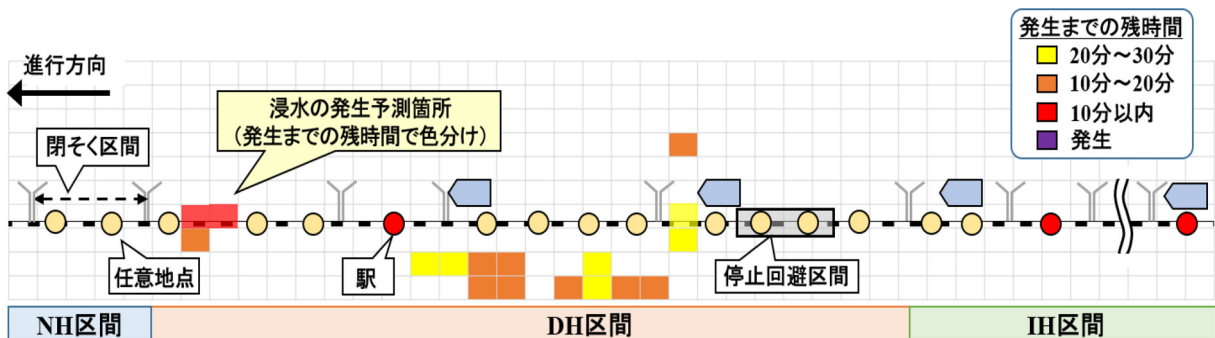 発生までの残時間
20分～30分
10分～20分
10分以内
発生
進行方向
浸水の発生予測箇所
（発生までの残時間で色分け）
閉そく区間
任意地点
駅
停止回避区間
NH区間
DH区間
IH区間